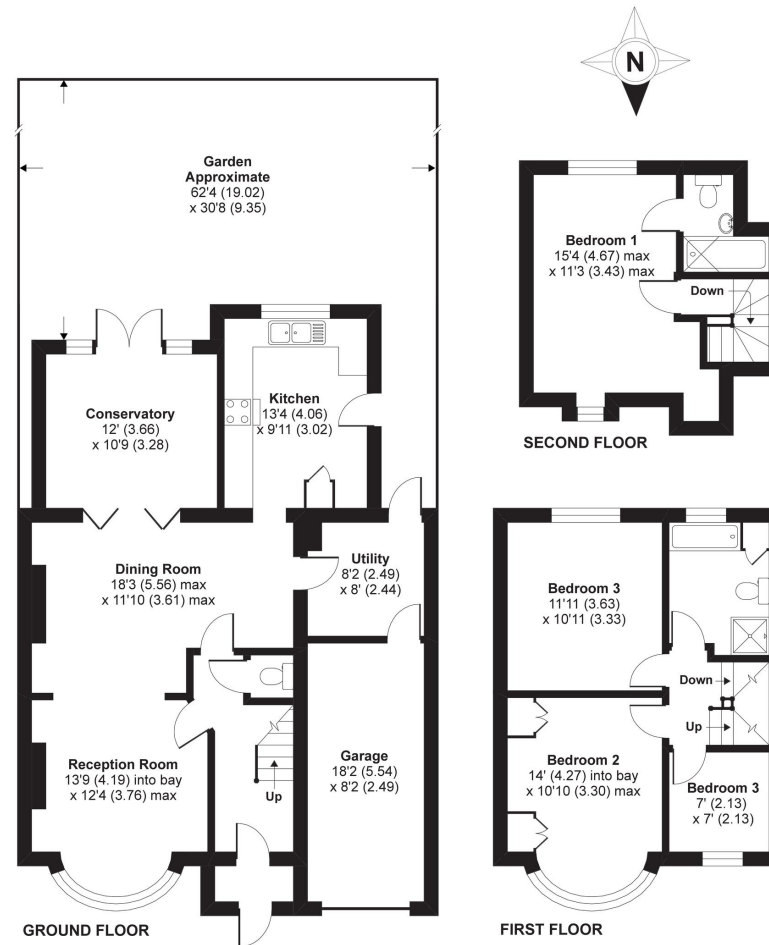 N
Garden
Approximate
62'4 (19.02)
x 30'8 (9.35)
Conservatory
12' (3.66)
x 10'9 (3.28)
Kitchen
13'4 (4.06)
x 9'11 (3.02)
Dining Room
18'3 (5.56) max
x 11'10 (3.61) max
Utility
8'2 (2.49)
x 8' (2.44)
Reception Room
13'9 (4.19) into bay
x 12'4 (3.76) max
Up
Garage
18'2 (5.54)
x 8'2 (2.49)
GROUND FLOOR
Bedroom 1
15'4 (4.67) max
x 11'3 (3.43) max
Down
SECOND FLOOR
Bedroom 3
11'11 (3.63)
x 10'11 (3.33)
Down
Up
Bedroom 2
14' (4.27) into bay
x 10'10 (3.30) max
Bedroom 3
7' (2.13)
x 7' (2.13)
FIRST FLOOR